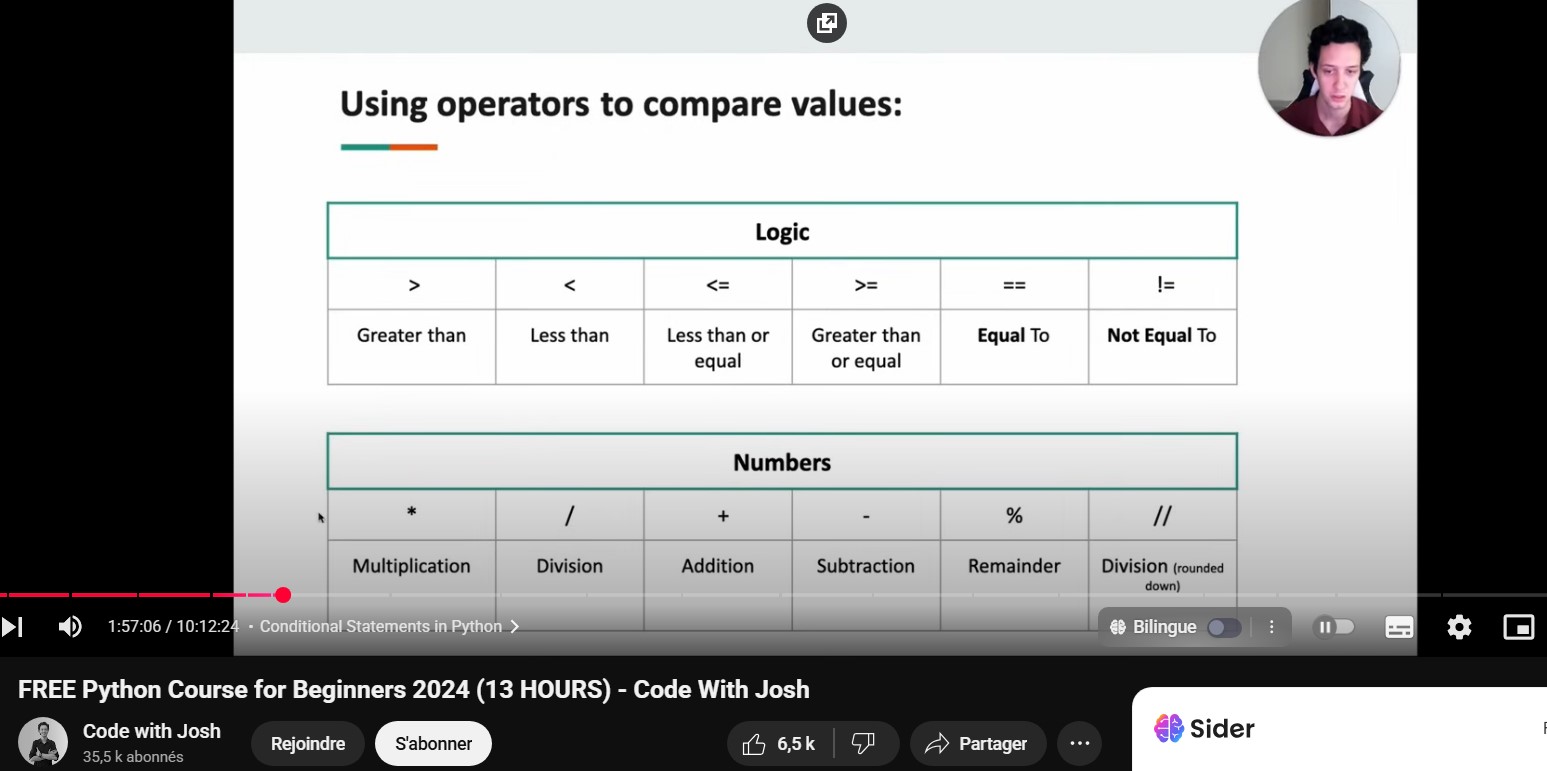 Using operators to compare values:
Logic
> < <= >= == !=
Greater than Less than Less than or equal Greater than or equal Equal To Not Equal To
Numbers
* / + - % //
Multiplication Division Addition Subtraction Remainder Division (rounded down)
1:57:06 / 10:12:24 • Conditional Statements in Python
Bilingue
FREE Python Course for Beginners 2024 (13 HOURS) - Code With Josh
Code with Josh
35,5 k abonnés
Rejoindre
S'abonner
6,5 k
Partager
Sider